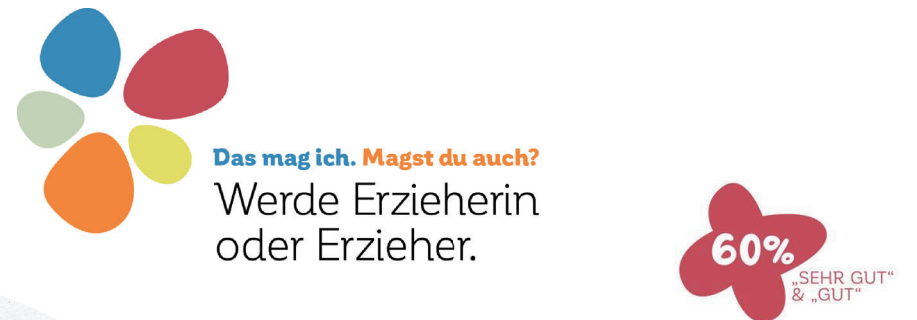 Das mag ich. Magst du auch?
Werde Erzieherin
oder Erzieher.
60%
„SEHR GUT“
& „GUT“